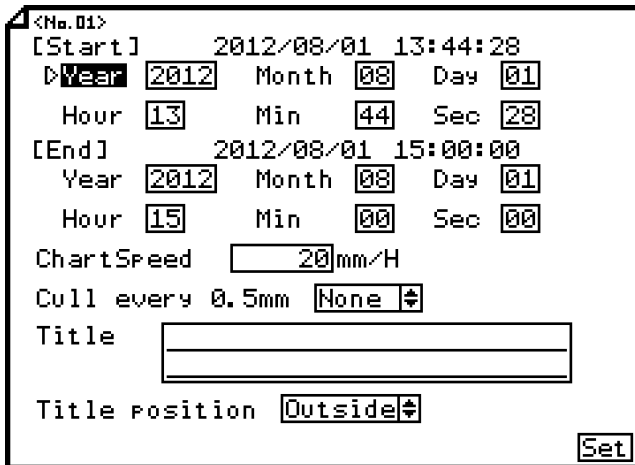 <No.01>
[Start] 2012/08/01 13:44:28
Year 2012 Month 08 Day 01
Hour 13 Min 44 Sec 28
[End] 2012/08/01 15:00:00
Year 2012 Month 08 Day 01
Hour 15 Min 00 Sec 00
ChartSpeed 20mm/H
Cull every 0.5mm None
Title
Title position Outside
Set